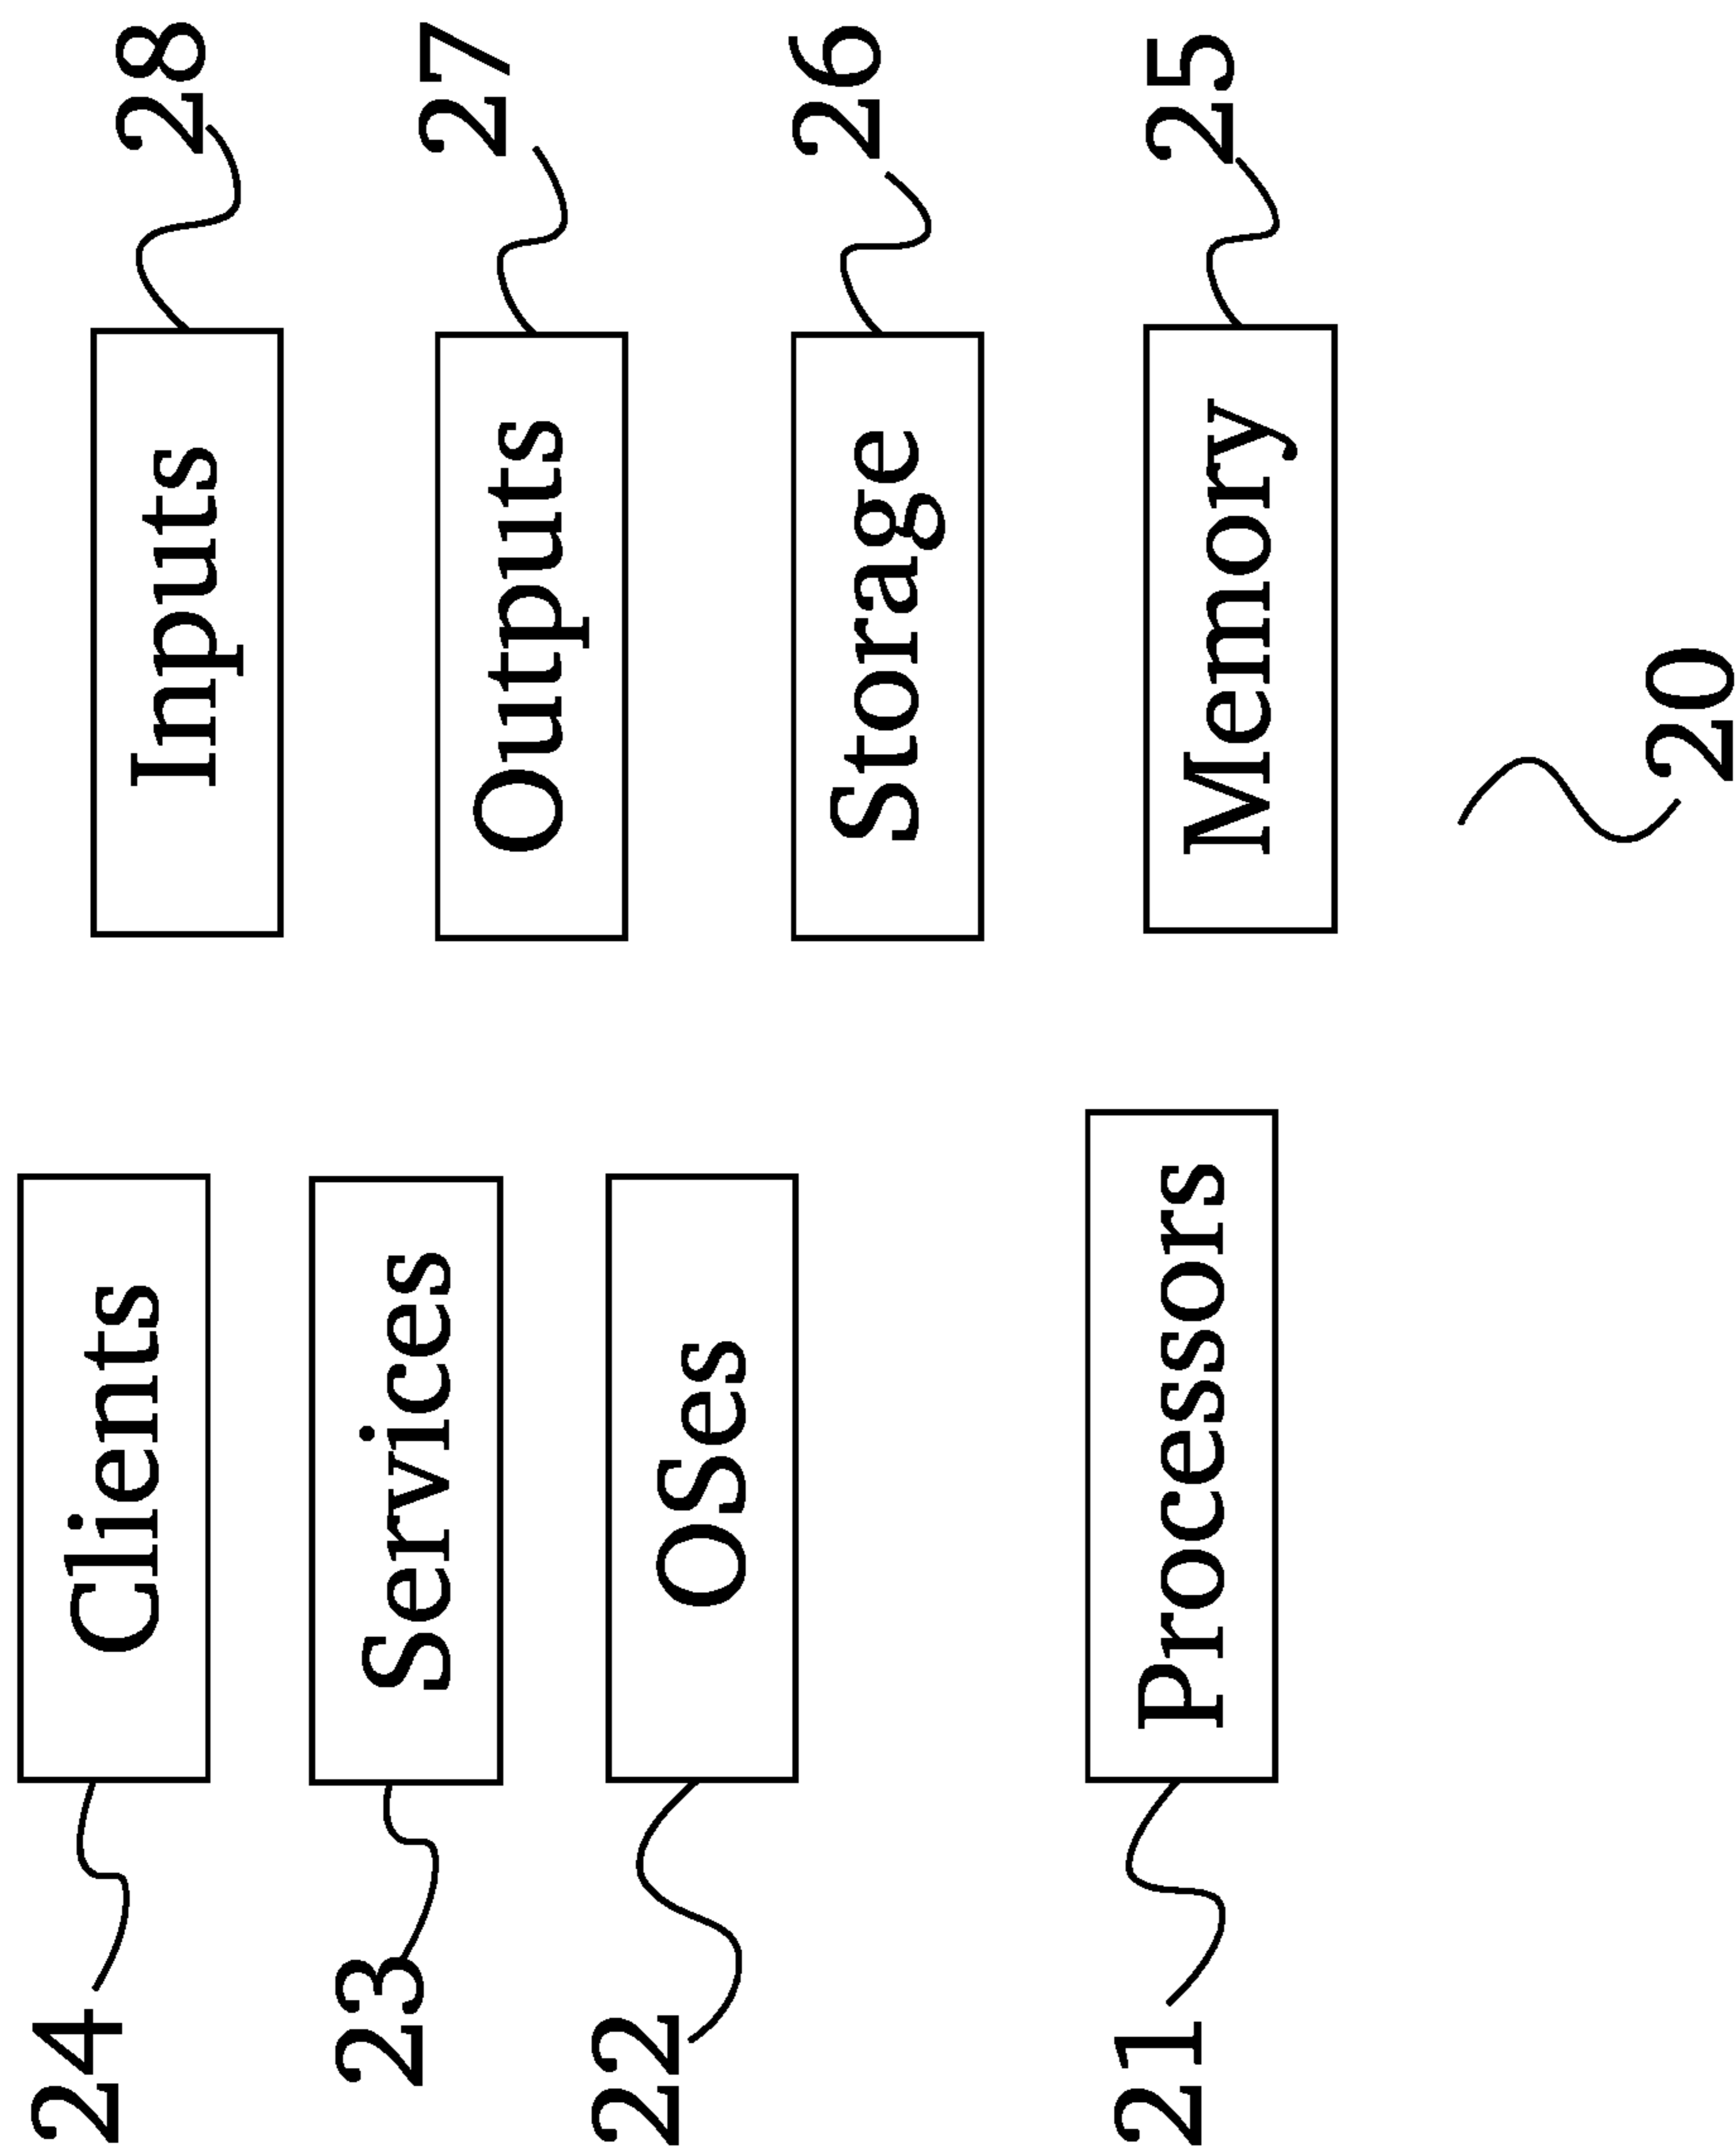 24 Clients Inputs 28
23 Services Outputs 27
22 OSes Storage 26
21 Processors Memory 25
20